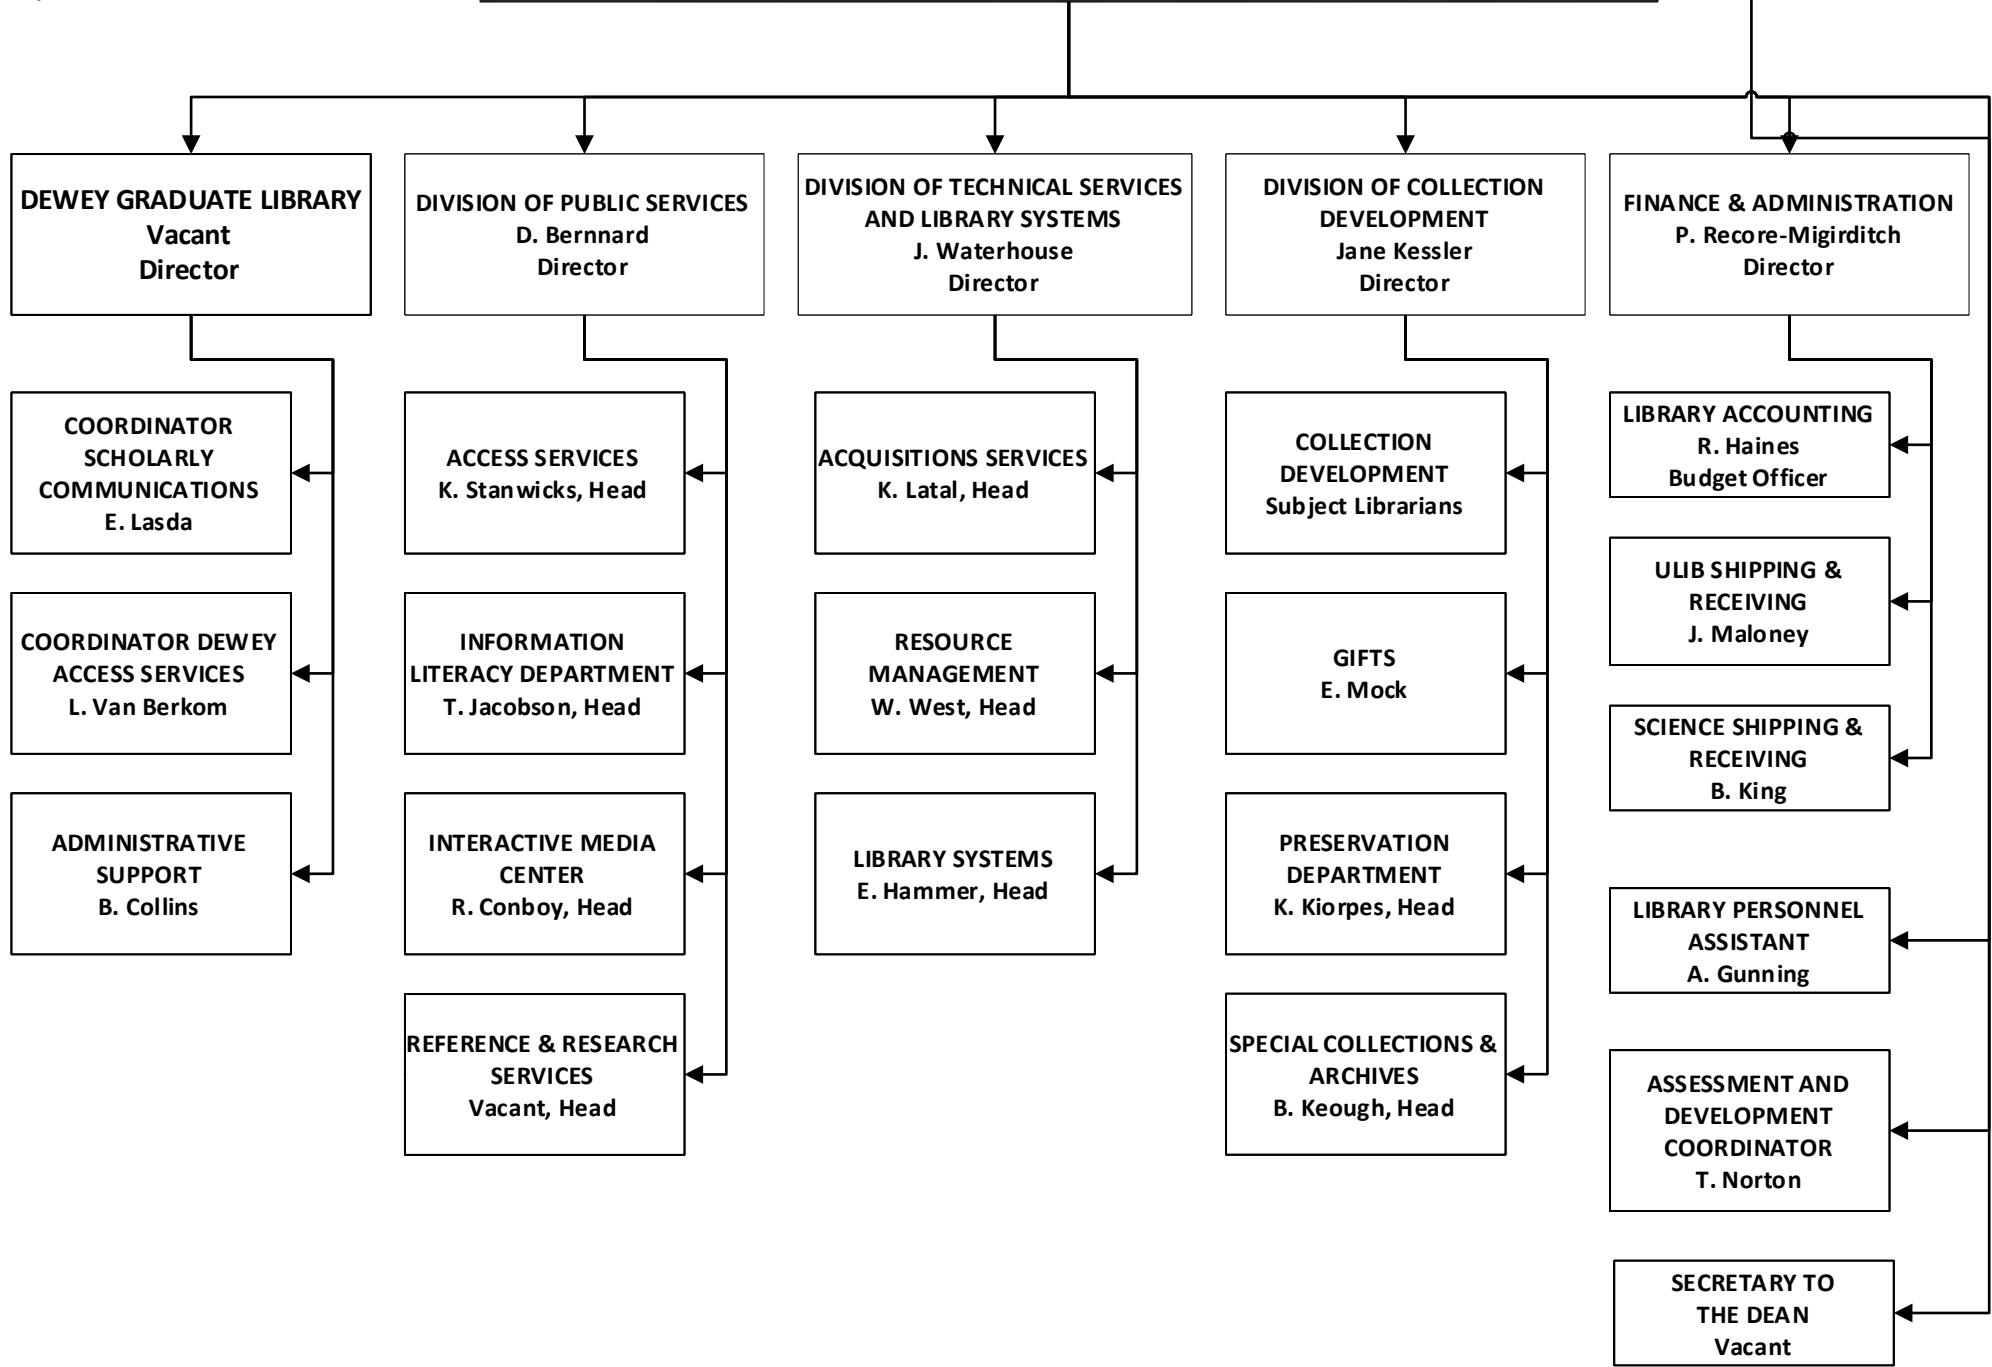 DEWEY GRADUATE LIBRARY
Vacant
Director
DIVISION OF PUBLIC SERVICES
D. Bernnard
Director
DIVISION OF TECHNICAL SERVICES
AND LIBRARY SYSTEMS
J. Waterhouse
Director
DIVISION OF COLLECTION
DEVELOPMENT
Jane Kessler
Director
FINANCE & ADMINISTRATION
P. Recore-Migirditch
Director
COORDINATOR
SCHOLARLY
COMMUNICATIONS
E. Lasda
COORDINATOR DEWEY
ACCESS SERVICES
L. Van Berkom
ADMINISTRATIVE
SUPPORT
B. Collins
ACCESS SERVICES
K. Stanwicks, Head
INFORMATION
LITERACY DEPARTMENT
T. Jacobson, Head
INTERACTIVE MEDIA
CENTER
R. Conboy, Head
REFERENCE & RESEARCH
SERVICES
Vacant, Head
ACQUISITIONS SERVICES
K. Latal, Head
RESOURCE
MANAGEMENT
W. West, Head
LIBRARY SYSTEMS
E. Hammer, Head
COLLECTION
DEVELOPMENT
Subject Librarians
GIFTS
E. Mock
PRESERVATION
DEPARTMENT
K. Kiorpes, Head
SPECIAL COLLECTIONS &
ARCHIVES
B. Keough, Head
LIBRARY ACCOUNTING
R. Haines
Budget Officer
ULIB SHIPPING &
RECEIVING
J. Maloney
SCIENCE SHIPPING &
RECEIVING
B. King
LIBRARY PERSONNEL
ASSISTANT
A. Gunning
ASSESSMENT AND
DEVELOPMENT
COORDINATOR
T. Norton
SECRETARY TO
THE DEAN
Vacant